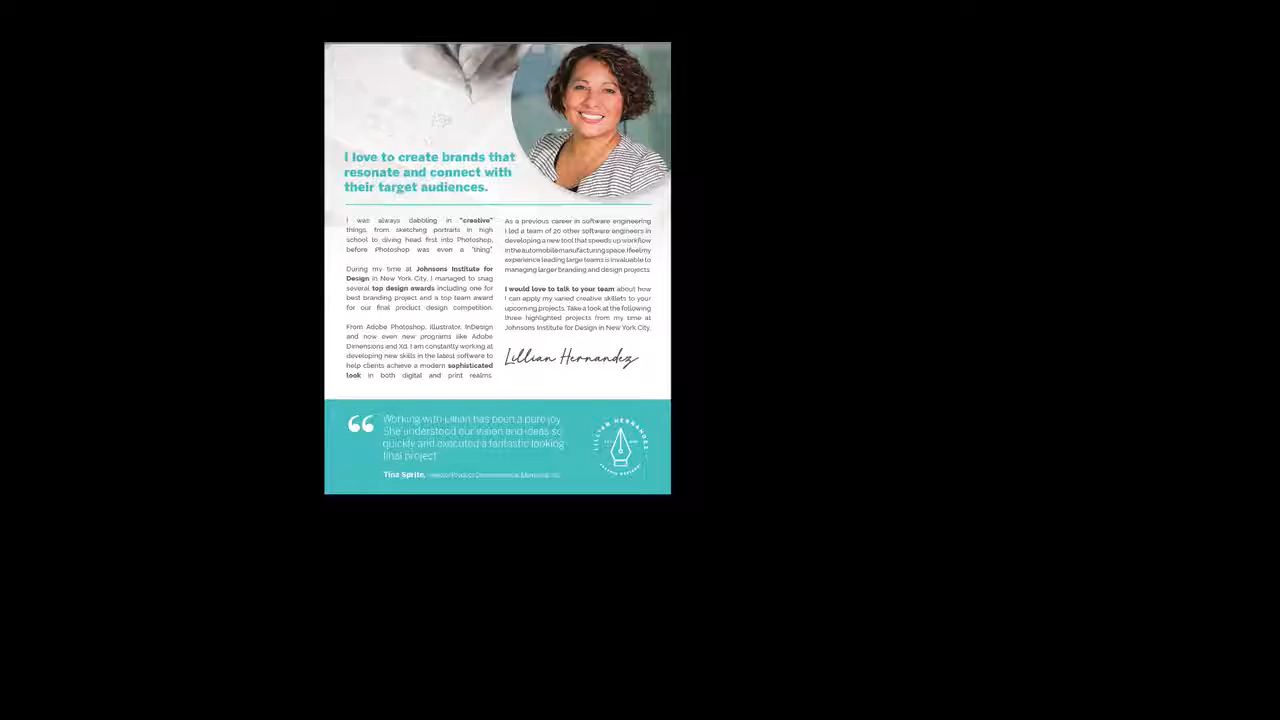 I love to create brands that
resonate and connect with
their target audiences.
I was always dabbling in "creative"
things, from sketching portraits in high
school to diving head first into Photoshop,
before Photoshop was even a "thing".
During my time at Johnsons Institute for
Design in New York City, I managed to snag
several top design awards including one for
best branding project and a top team award
for our final product design competition.
From Adobe Photoshop, Illustrator, InDesign
and now even new programs like Adobe
Dimensions and Xd, I am constantly working at
developing new skills in the latest software to
help clients achieve a modern sophisticated
look in both digital and print realms.
As a previous career in software engineering
I led a team of 20 other software engineers in
developing a new tool that speeds up workflow
in the automobile manufacturing space. I feel my
experience leading large teams is invaluable to
managing larger branding and design projects.
I would love to talk to your team about how
I can apply my varied creative skillets to your
upcoming projects. Take a look at the following
three highlighted projects from my time at
Johnsons Institute for Design in New York City.
Lillian Hernandez
“
Working with Lillian has been a pure joy.
She understood our vision and ideas so
quickly and executed a fantastic looking
final project
Tina Sprite,
LILLIAN HERNANDEZ
GRAPHIC DESIGNER